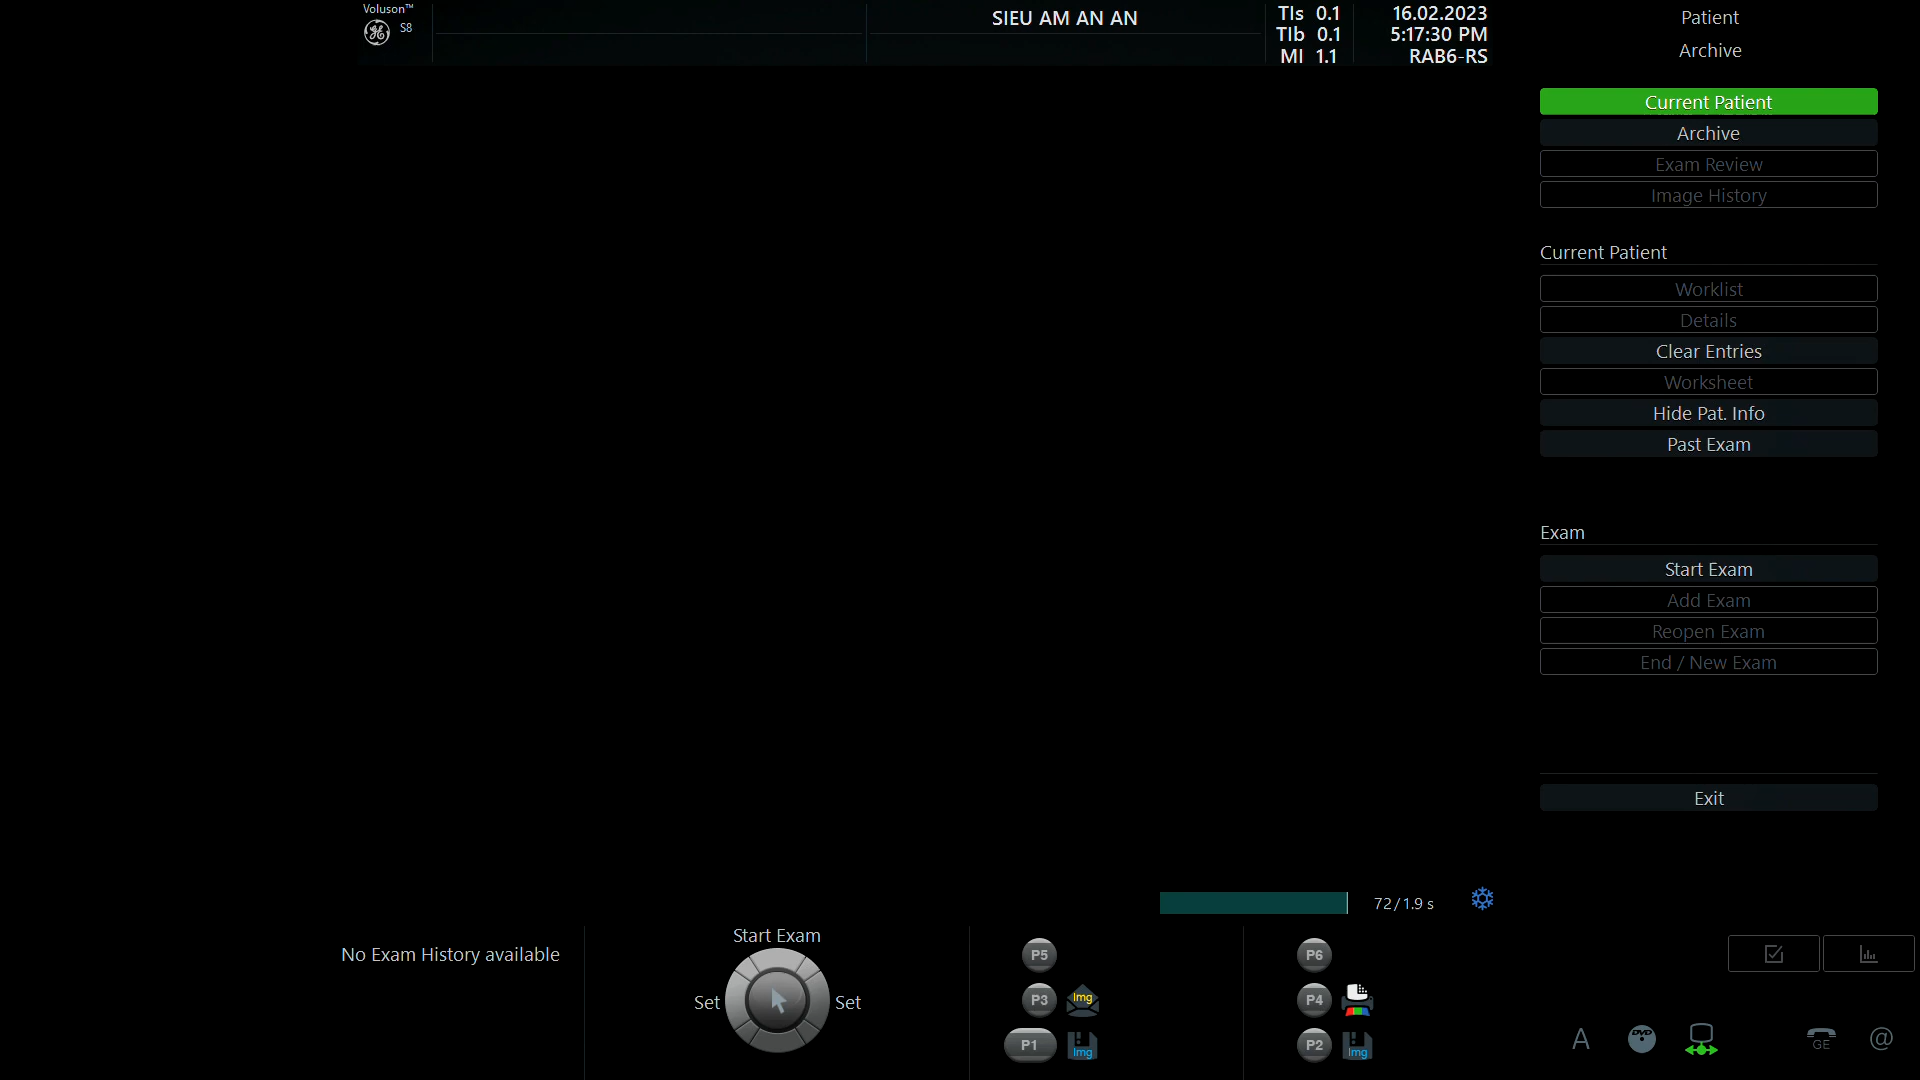 Voluson™
S8
SIEU AM AN AN
TIs 0.1
TIb 0.1
MI 1.1
16.02.2023
5:17:30 PM
RAB6-RS
Patient
Archive
Current Patient
Archive
Exam Review
Image History
Current Patient
Worklist
Details
Clear Entries
Worksheet
Hide Pat. Info
Past Exam
Exam
Start Exam
Add Exam
Reopen Exam
End / New Exam
Exit
72/1.9 s
No Exam History available
Start Exam
Set
Set
P5
P3
Img
P1
Img
P6
P4
P2
Img
A
DVD
GE
@